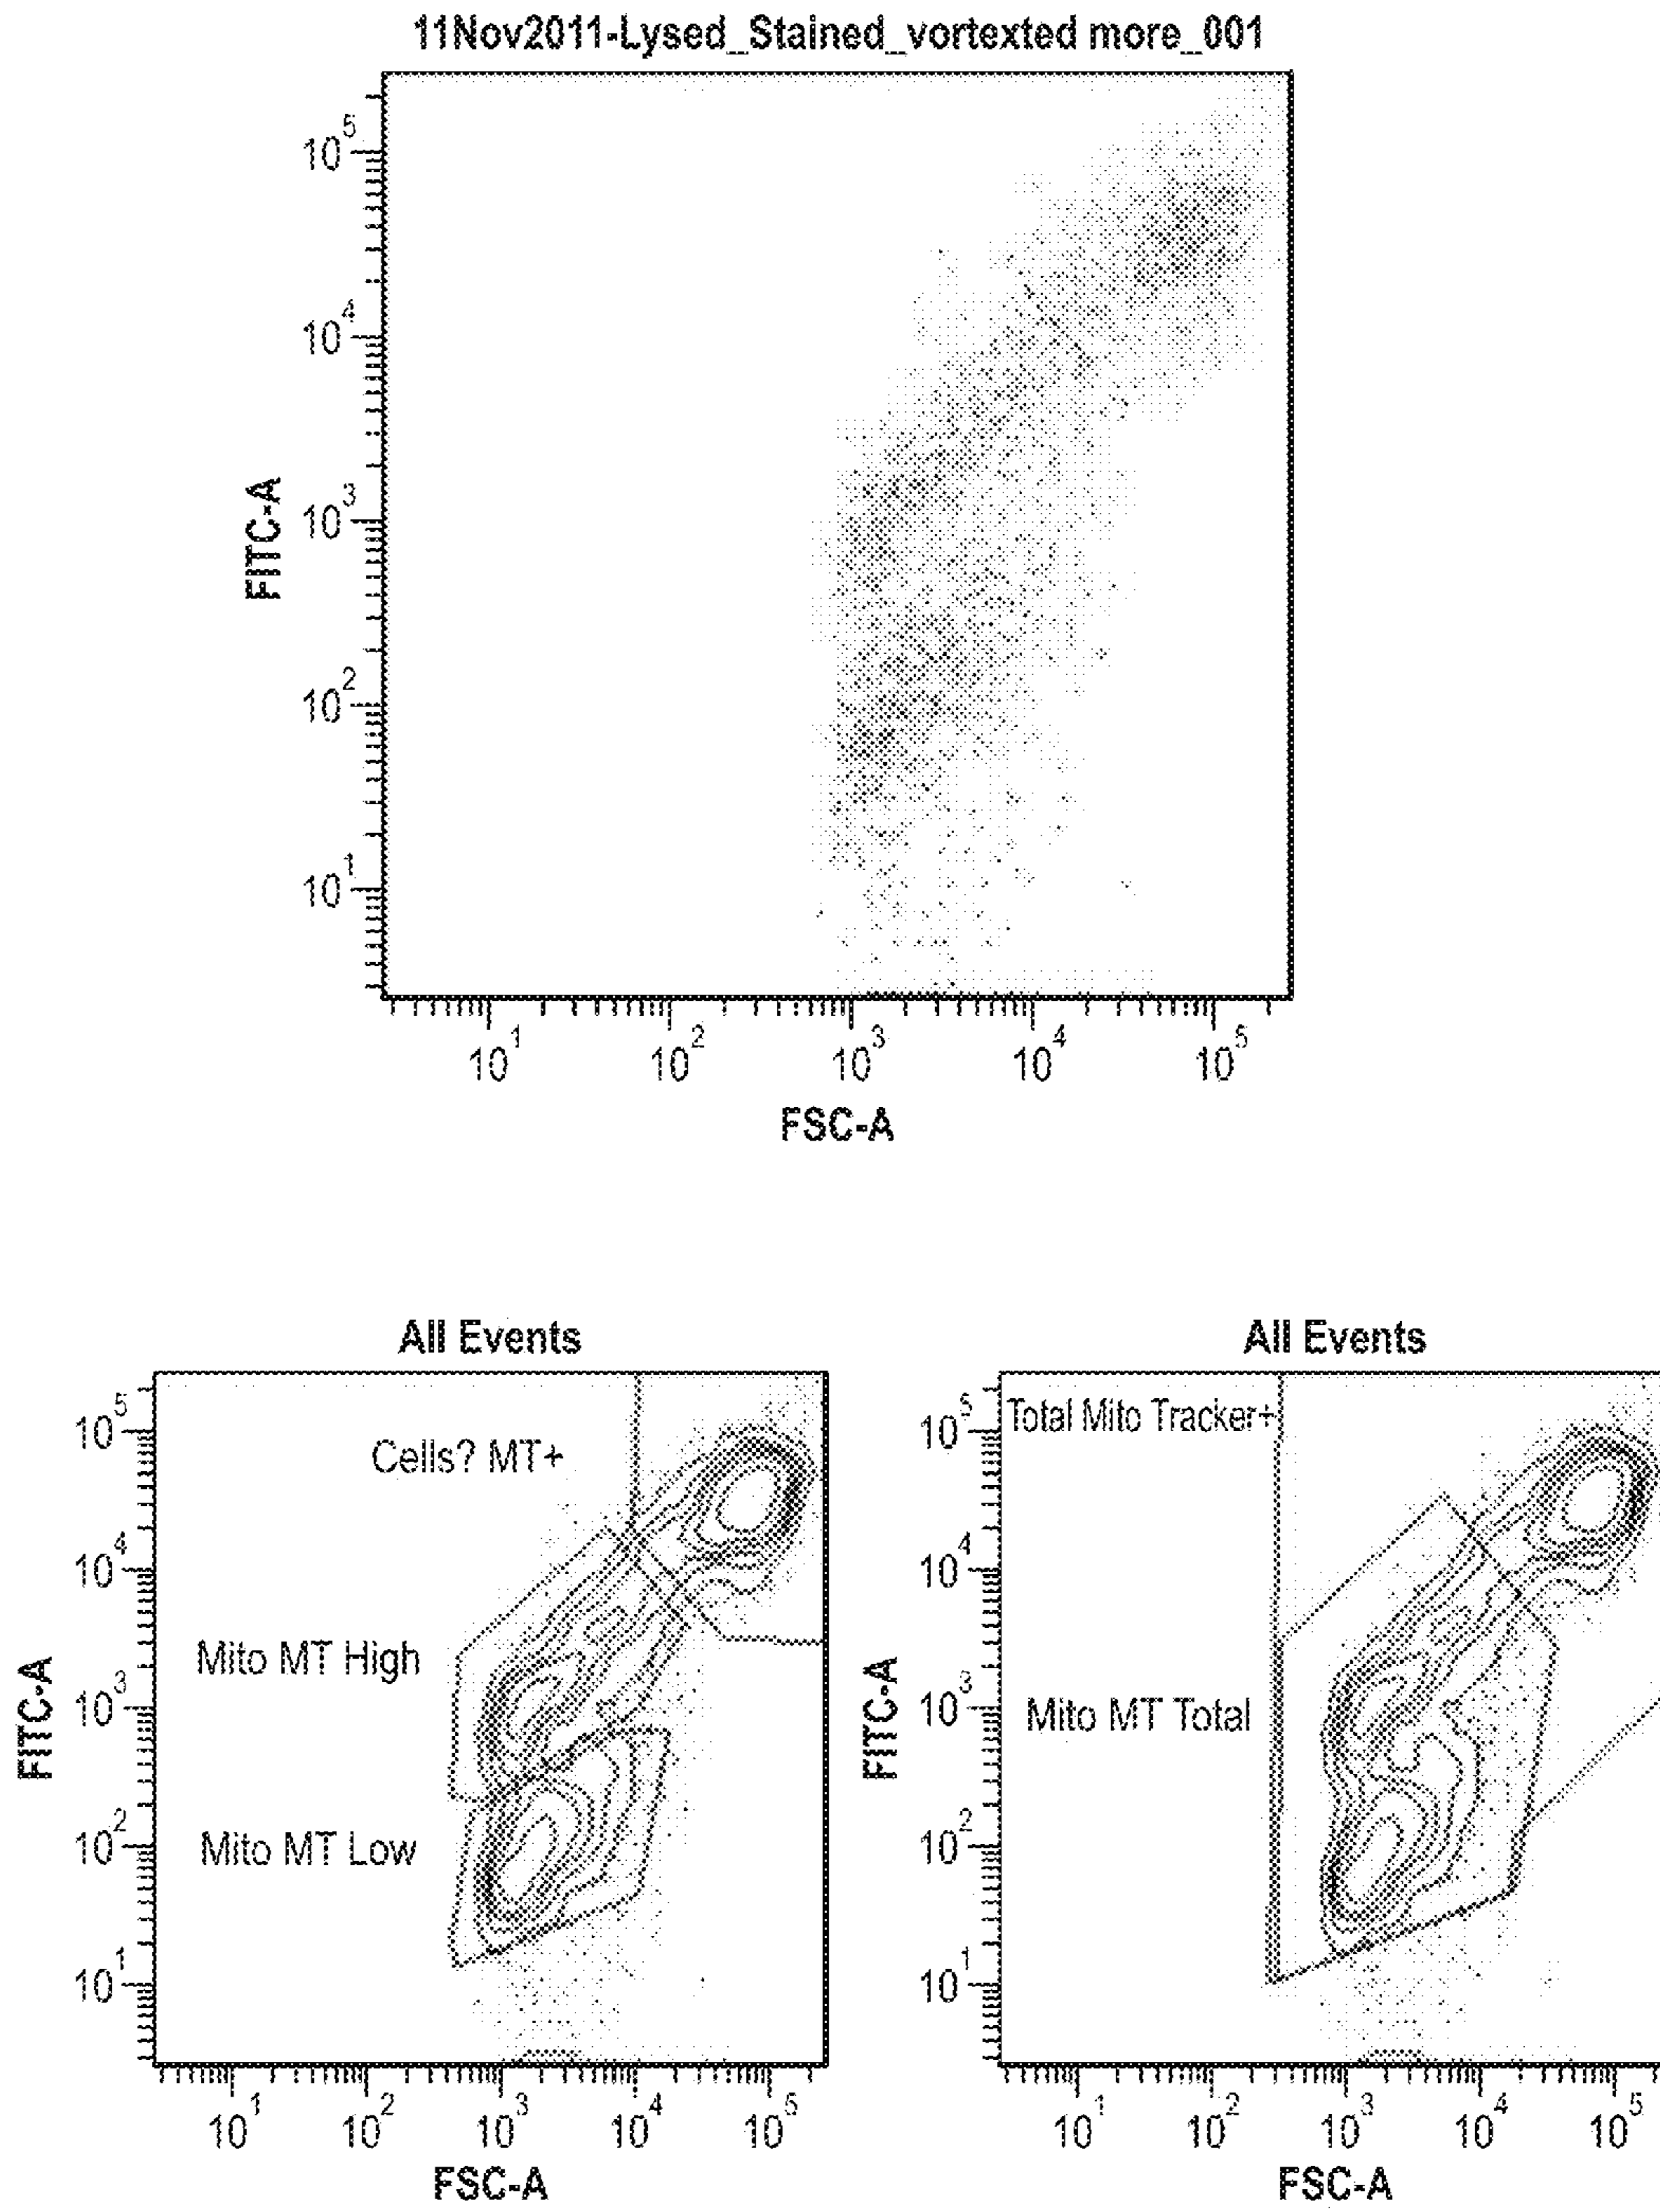 11Nov2011-Lysed_Stained_vortexted more_001
10^5
10^4
10^3
10^2
10^1
FITC-A
10^1 10^2 10^3 10^4 10^5
FSC-A
All Events
Cells? MT+
Mito MT High
Mito MT Low
10^5
10^4
10^3
10^2
10^1
FITC-A
10^1 10^2 10^3 10^4 10^5
FSC-A
All Events
Total Mito Tracker+
Mito MT Total
10^5
10^4
10^3
10^2
10^1
FITC-A
10^1 10^2 10^3 10^4 10^5
FSC-A